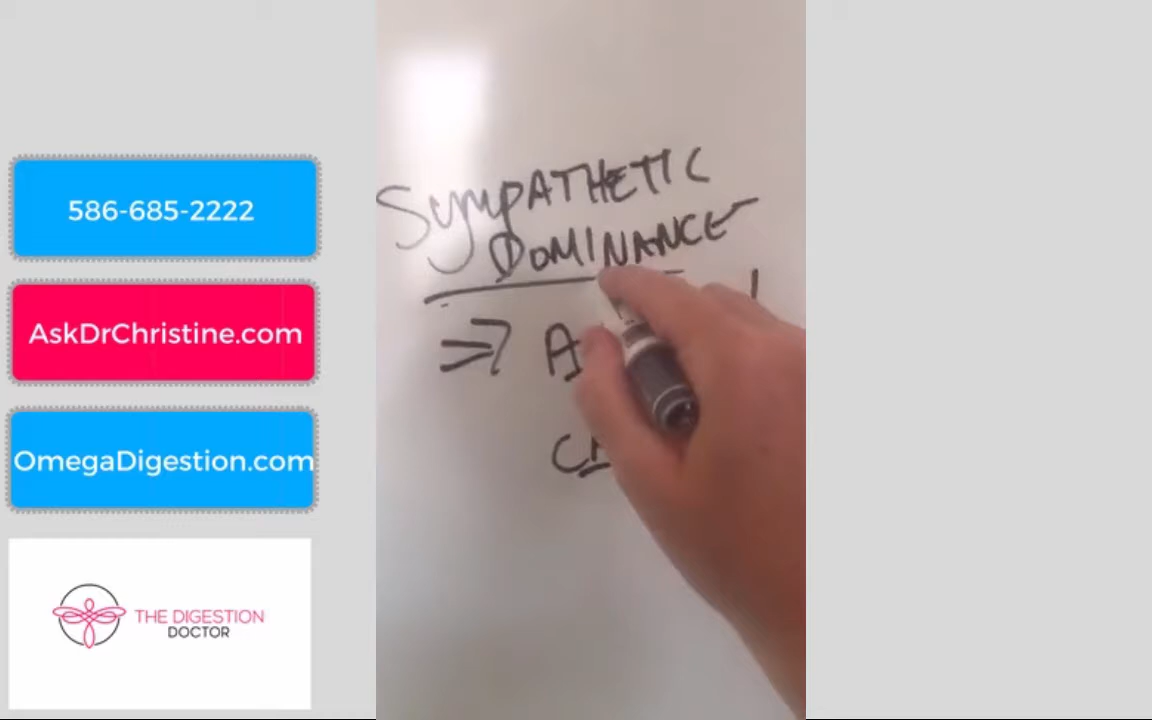 586-685-2222
AskDrChristine.com
OmegaDigestion.com
THE DIGESTION
DOCTOR
SYMPATHETIC
DOMINANCE
=> A